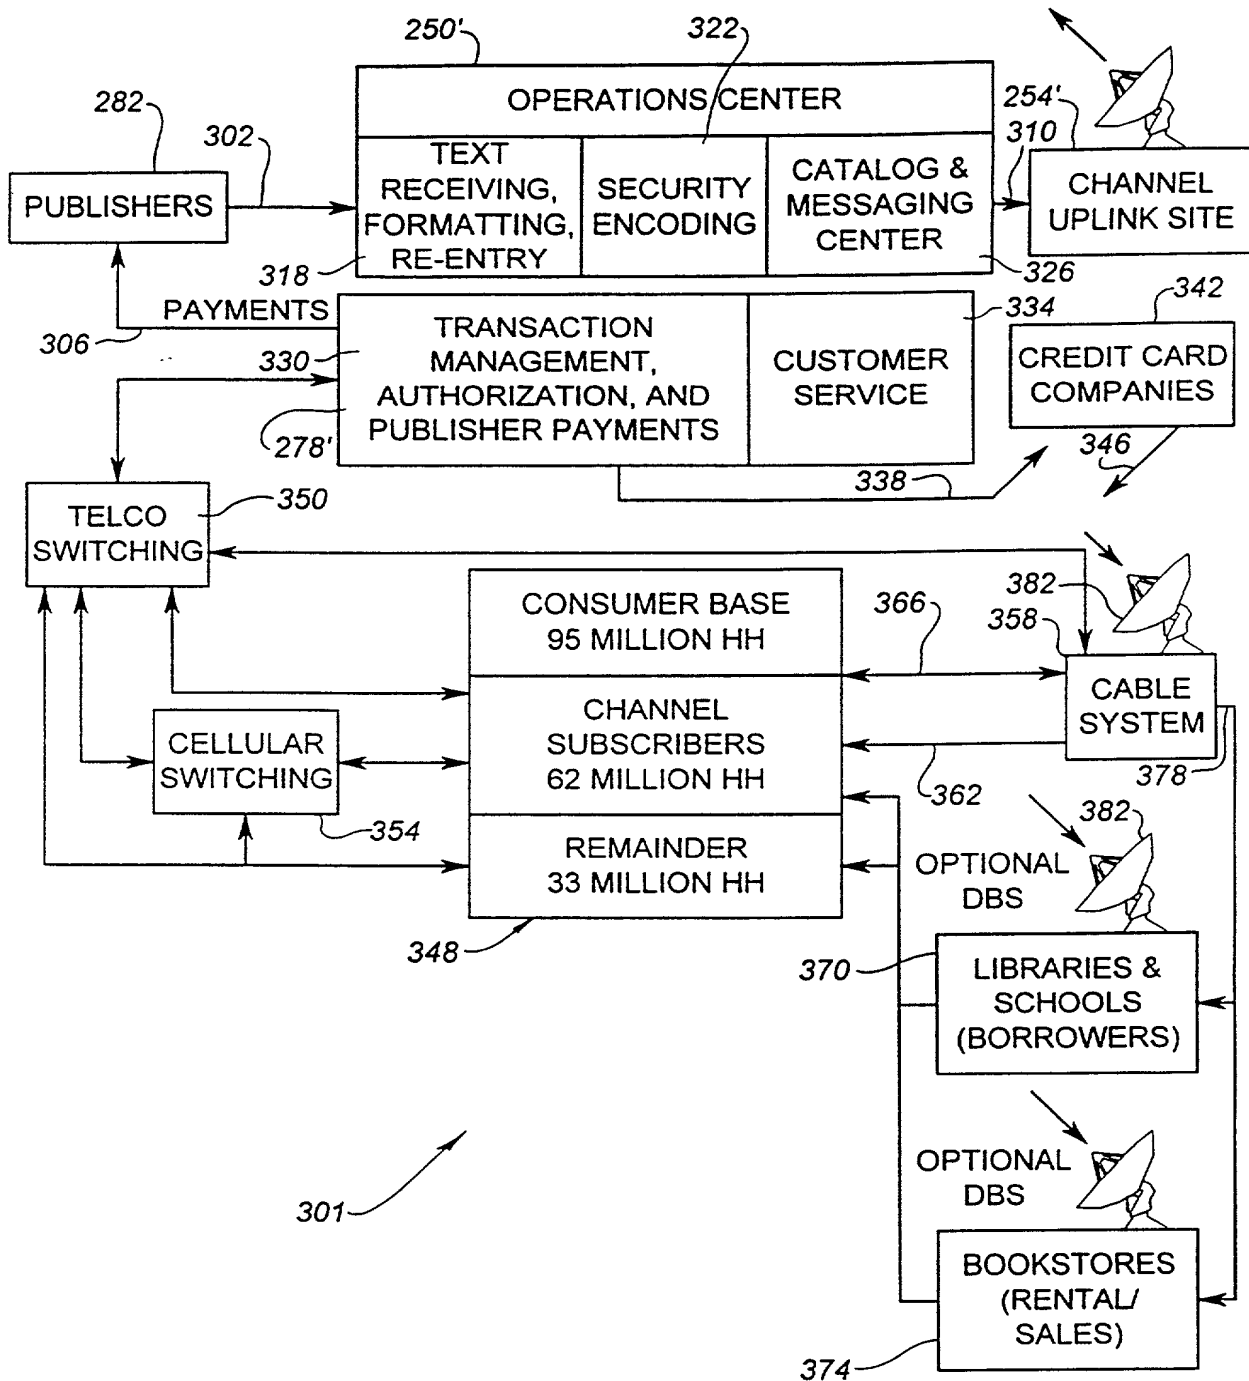 250'
322
OPERATIONS CENTER
282
302
254'
310
PUBLISHERS
TEXT
RECEIVING,
FORMATTING,
RE-ENTRY
318
SECURITY
ENCODING
CATALOG &
MESSAGING
CENTER
326
CHANNEL
UPLINK SITE
PAYMENTS
306
330
TRANSACTION
MANAGEMENT,
AUTHORIZATION, AND
PUBLISHER PAYMENTS
278'
334
CUSTOMER
SERVICE
342
CREDIT CARD
COMPANIES
346
338
TELCO
SWITCHING
350
CONSUMER BASE
95 MILLION HH
366
382
358
CABLE
SYSTEM
CHANNEL
SUBSCRIBERS
62 MILLION HH
362
378
CELLULAR
SWITCHING
354
REMAINDER
33 MILLION HH
348
382
OPTIONAL
DBS
370
LIBRARIES &
SCHOOLS
(BORROWERS)
301
OPTIONAL
DBS
BOOKSTORES
(RENTAL/
SALES)
374